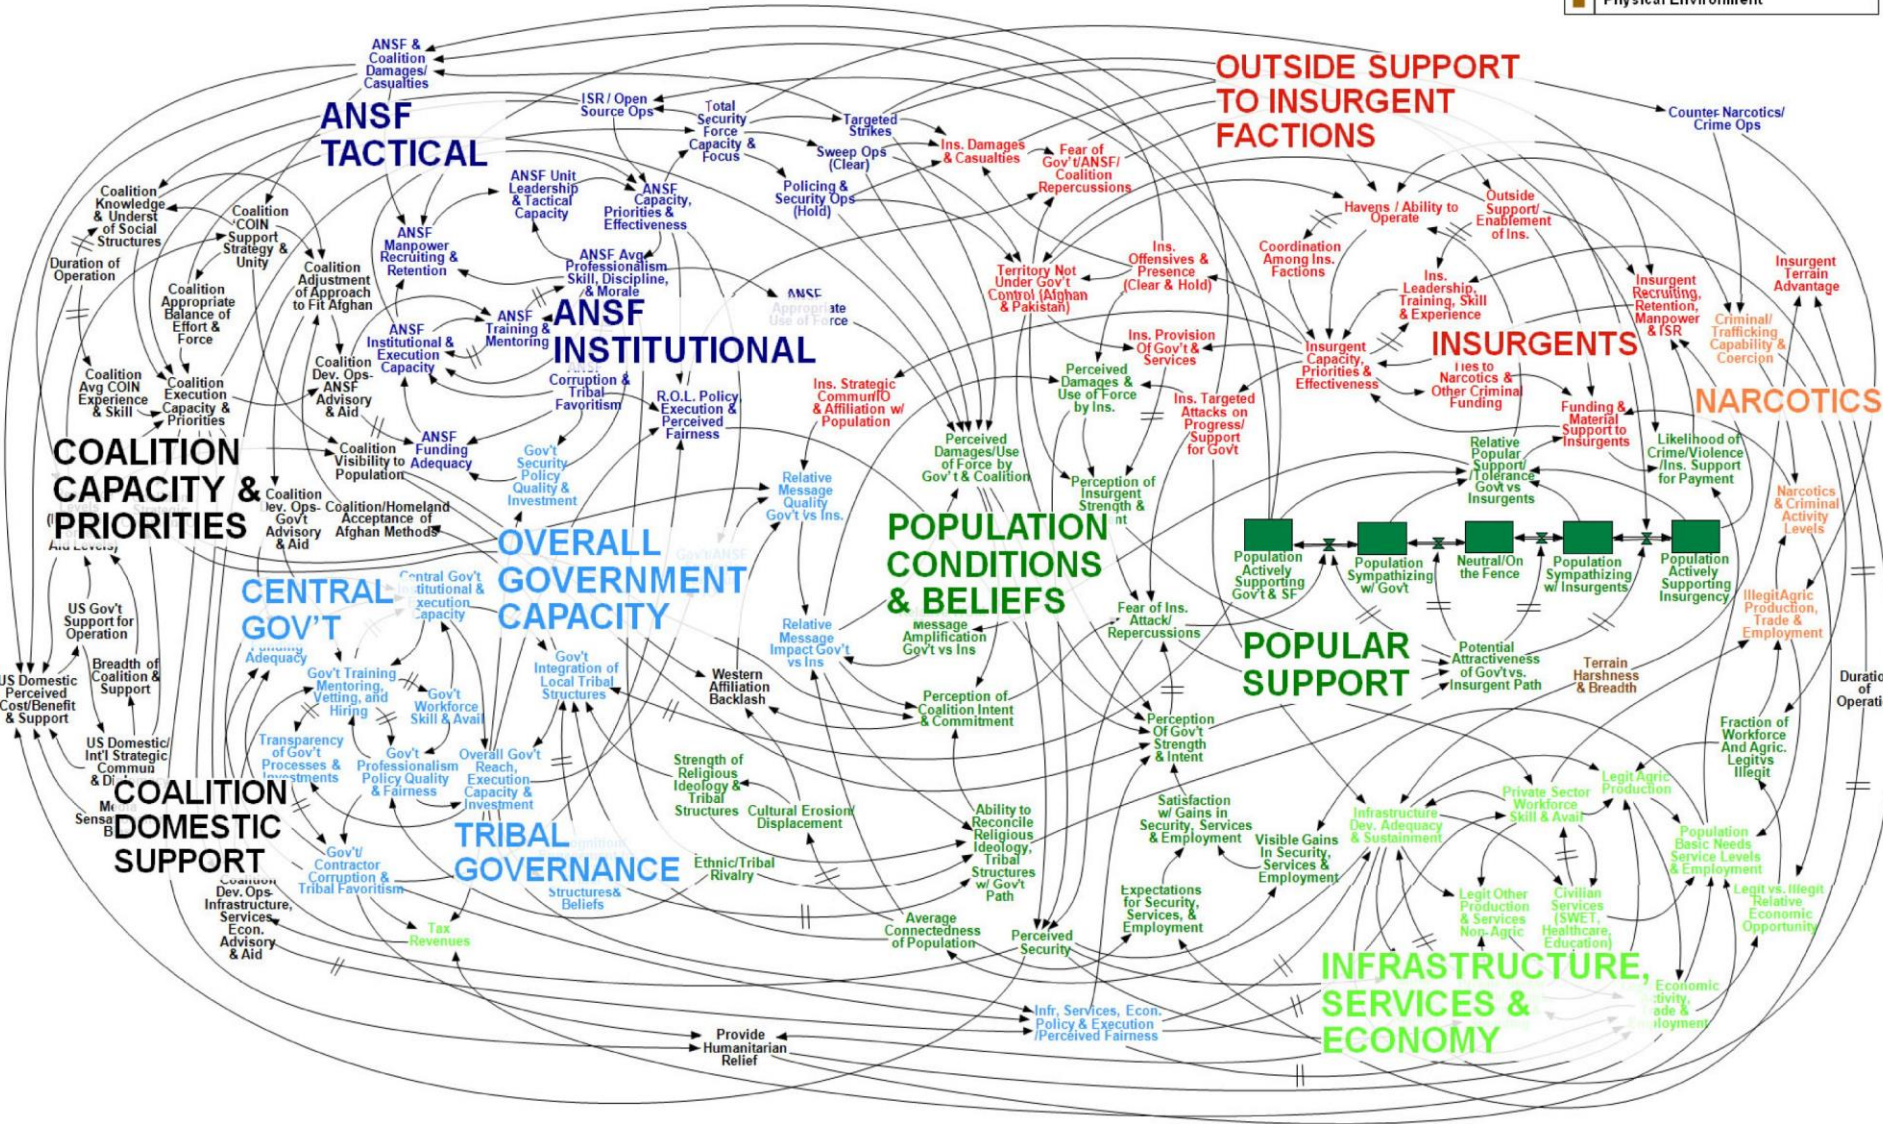 Physical Environment
ANSF &
Coalition
Damages/
Casualties
ANSF
TACTICAL
ISR / Open
Source Ops
Total
Security
Force
Capacity &
Focus
Targeted
Strikes
Sweep Ops
(Clear)
Policing &
Security Ops
(Hold)
Ins. Damages
& Casualties
Fear of
Gov't/ANSF/
Coalition
Repercussions
OUTSIDE SUPPORT
TO INSURGENT
FACTIONS
Counter Narcotics/
Crime Ops
Coalition
Knowledge
& Underst
of Social
Structures
Coalition
COIN
Support
Strategy &
Unity
Duration of
Operation
Coalition
Appropriate
Balance of
Effort &
Force
Coalition
Adjustment
of Approach
to Fit Afghan
ANSF
Manpower
Recruiting &
Retention
ANSF Unit
Leadership
& Tactical
Capacity
ANSF
Capacity,
Priorities &
Effectiveness
ANSF Avg
Professionalism
Skill, Discipline,
& Morale
ANSF
Institutional &
Execution
Capacity
ANSF
Training &
Mentoring
ANSF
INSTITUTIONAL
ANSF
Appropriate
Use of Force
Corruption &
Tribal
Favoritism
R.O.L. Policy,
Execution &
Perceived
Fairness
Coalition
Avg COIN
Experience
& Skill
Coalition
Execution
Capacity &
Priorities
Coalition
Dev. Ops-
ANSF
Advisory
& Aid
ANSF
Funding
Adequacy
Coalition
Visibility to
Population
Gov't
Security
Policy
Quality &
Investment
COALITION
CAPACITY &
PRIORITIES
Aid Levels)
Coalition
Dev. Ops-
Gov't
Advisory
& Aid
Coalition/Homeland
Acceptance of
Afghan Methods
Havens / Ability to
Operate
Outside
Support/
Enablement
of Ins.
Coordination
Among Ins.
Factions
Ins.
Offensives &
Presence
(Clear & Hold)
Territory Not
Under Gov't
Control (Afghan
& Pakistan)
Ins.
Leadership,
Training, Skill
& Experience
Insurgent
Recruiting,
Retention,
Manpower
& ISR
Insurgent
Terrain
Advantage
Criminal/
Trafficking
Capability &
Coercion
Ins. Provision
Of Gov't &
Services
Insurgent
Capacity,
Priorities &
Effectiveness
INSURGENTS
Ties to
Narcotics &
Other Criminal
Funding
Funding &
Material
Support to
Insurgents
NARCOTICS
Ins. Strategic
Commun/IO
& Affiliation w/
Population
Perceived
Damages &
Use of Force
by Ins.
Ins. Targeted
Attacks on
Progress/
Support
for Gov't
Perceived
Damages/Use
of Force by
Gov't & Coalition
Perception of
Insurgent
Strength &
Relative
Popular
Support/
Tolerance
Gov't vs
Insurgents
Likelihood of
Crime/Violence
/Ins. Support
for Payment
Narcotics
& Criminal
Activity
Levels
Relative
Message
Quality
Gov't vs Ins.
POPULATION
CONDITIONS
& BELIEFS
Population
Actively
Supporting
Gov't & SF
Population
Sympathizing
w/ Gov't
Neutral/On
the Fence
Population
Sympathizing
w/ Insurgents
Population
Actively
Supporting
Insurgency
OVERALL
GOVERNMENT
CAPACITY
Gov't/ANSF
CENTRAL
GOV'T
Central Gov't
Institutional &
Execution
Capacity
Adequacy
US Gov't
Support for
Operation
Breadth of
Coalition &
Support
US Domestic
Perceived
Cost/Benefit
& Support
US Domestic/
Int'l Strategic
Commun
Gov't Training
Mentoring,
Vetting, and
Hiring
Gov't
Workforce
Skill & Avail
Gov't
Integration of
Local Tribal
Structures
Transparency
of Gov't
Processes &
Investments
Gov't
Professionalism
Policy Quality
& Fairness
Overall Gov't
Reach,
Execution
Capacity &
Investment
COALITION
DOMESTIC
SUPPORT
Gov't/
Contractor
Corruption &
Tribal Favoritism
TRIBAL
GOVERNANCE
Structures&
Beliefs
Coalition
Dev. Ops-
Infrastructure,
Services,
Econ.
Advisory
& Aid
Tax
Revenues
Relative
Message
Impact Gov't
vs Ins
Message
Amplification
Gov't vs Ins
Western
Affiliation
Backlash
Perception of
Coalition Intent
& Commitment
Fear of Ins.
Attack/
Repercussions
Perception
Of Gov't
Strength
& Intent
POPULAR
SUPPORT
Potential
Attractiveness
of Gov't vs.
Insurgent Path
Terrain
Harshness
& Breadth
IllegitAgric
Production,
Trade &
Employment
Duration
of
Operation
Fraction of
Workforce
And Agric.
Legit vs
Illegit
Strength of
Religious
Ideology &
Tribal
Structures
Cultural Erosion/
Displacement
Ethnic/Tribal
Rivalry
Ability to
Reconcile
Religious
Ideology,
Tribal
Structures
w/ Gov't
Path
Satisfaction
w/ Gains in
Security, Services
& Employment
Visible Gains
In Security,
Services &
Employment
Expectations
for Security,
Services, &
Employment
Average
Connectedness
of Population
Perceived
Security
Infrastructure
Dev. Adequacy
& Sustainment
Private Sector
Workforce
Skill & Avail
Legit Agric
Production
Population
Basic Needs
Service Levels
& Employment
Legit Other
Production
& Services
Non-Agric
Civilian
Services
(SWET,
Healthcare,
Education)
Legit vs. Illegit
Relative
Economic
Opportunity
INFRASTRUCTURE,
SERVICES &
ECONOMY
Economic
Infr, Services, Econ.
Policy & Execution
/Perceived Fairness
Provide
Humanitarian
Relief